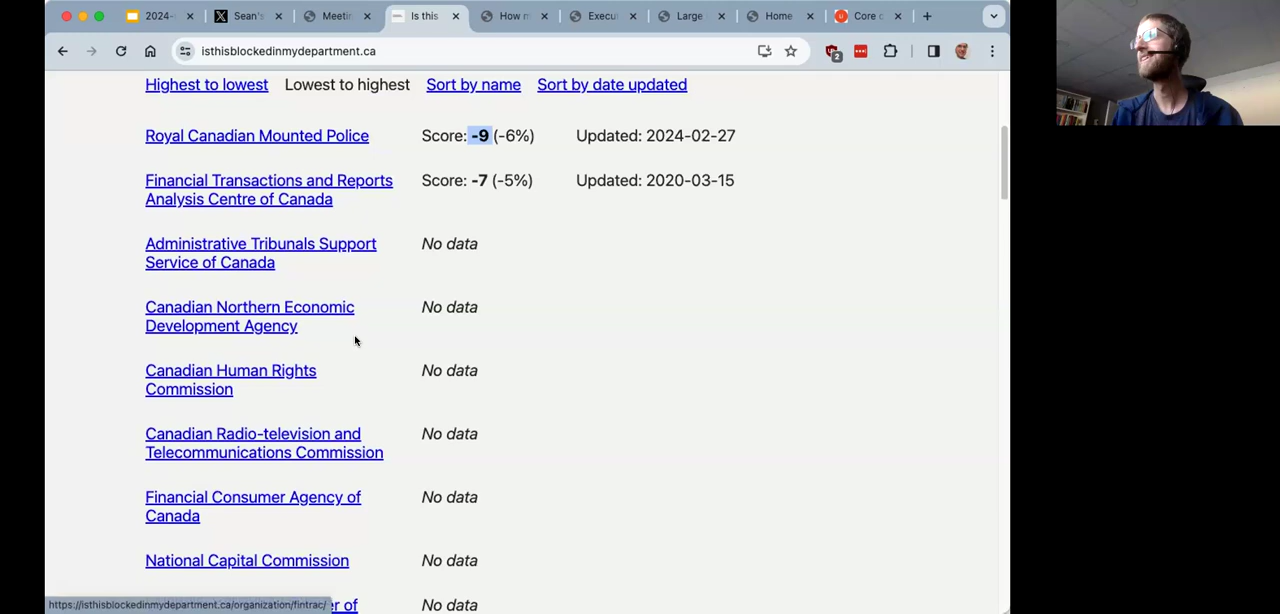 2024-
Sean's
Meetin
Is this
How m
Execu
Large
Home
Core c
isthisblockedinmydepartment.ca
2
Highest to lowest Lowest to highest Sort by name Sort by date updated
Royal Canadian Mounted Police Score: -9 (-6%) Updated: 2024-02-27
Financial Transactions and Reports Score: -7 (-5%) Updated: 2020-03-15
Analysis Centre of Canada
Administrative Tribunals Support No data
Service of Canada
Canadian Northern Economic No data
Development Agency
Canadian Human Rights No data
Commission
Canadian Radio-television and No data
Telecommunications Commission
Financial Consumer Agency of No data
Canada
National Capital Commission No data
er of No data
https://isthisblockedinmydepartment.ca/organization/fintrac/